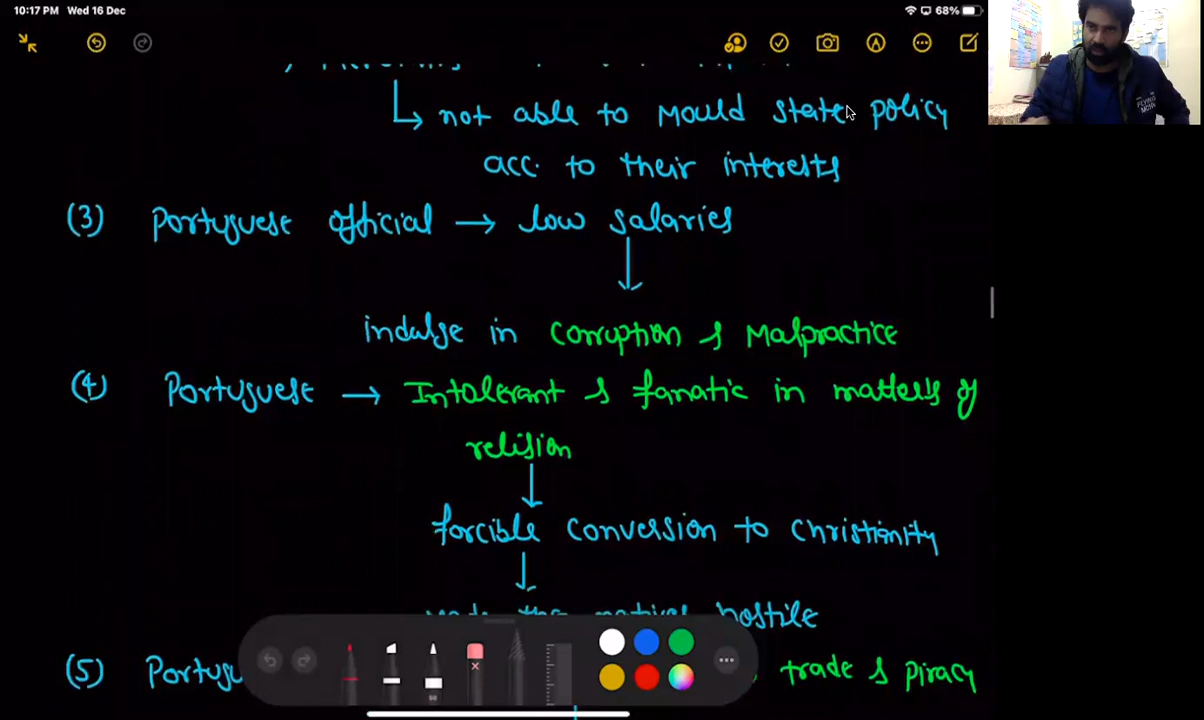 10:17 PM Wed 16 Dec
68%
↳ not able to Mould state policy
acc. to their interests
(3) Portuguese official → low salaries
↓
indulge in Corruption & Malpractice
(4) Portuguese → Intolerant & fanatic in matters of
religion
↓
forcible conversion to Christianity
↓
the natives hostile
(5) trade & piracy